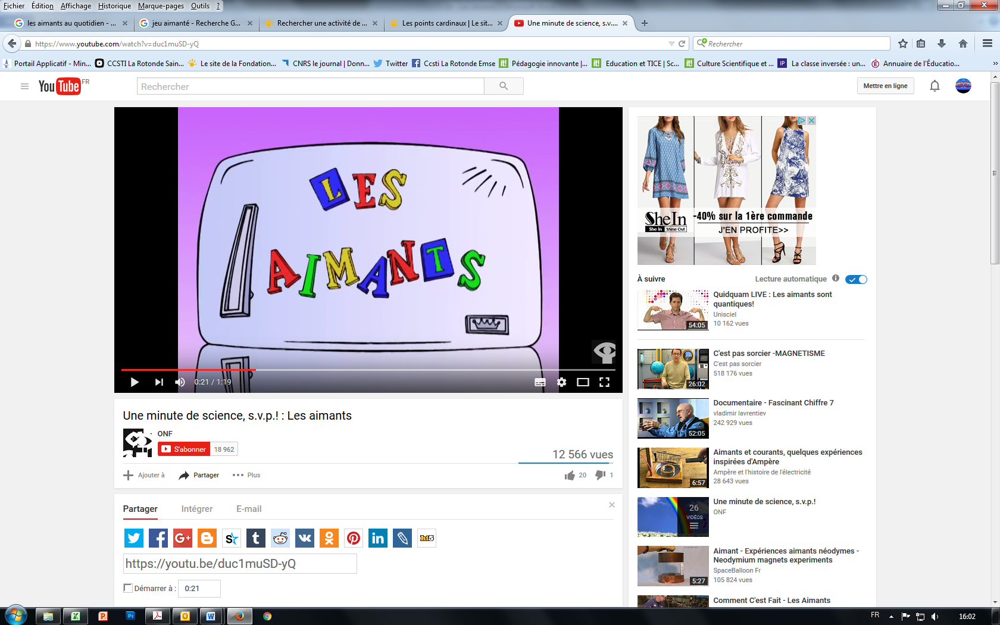 Fichier Édition Affichage Historique Marque-pages Outils ?
les aimants au quotidien - ... × jeu aimanté - Recherche G... × Rechercher une activité de ... × Les points cardinaux | Le sit... × Une minute de science, s.v.... × +
https://www.youtube.com/watch?v=duc1muSD-yQ Rechercher
Portail Applicatif - Min... CCSTI La Rotonde Sain... Le site de la Fondation... CNRS le journal | Donn... Twitter Ccsti La Rotonde Emse it! Pédagogie innovante |... it! Education et TICE | Sc... it! Culture Scientifique et ... IP La classe inversée : un... Annuaire de l'Éducatio... »
YouTube FR Rechercher Mettre en ligne
LES
AIMANTS
0:21 / 1:19
SheIn -40% sur la 1ère commande
She In Shine Out J'EN PROFITE>>
À suivre Lecture automatique
Quidquam LIVE : Les aimants sont
quantiques!
Unisciel
10 162 vues
54:05
C'est pas sorcier -MAGNETISME
C'est pas sorcier
518 176 vues
26:02
Documentaire - Fascinant Chiffre 7
vladimir lavrentiev
242 929 vues
52:05
Aimants et courants, quelques expériences
inspirées d'Ampère
Ampère et l'histoire de l'électricité
28 643 vues
6:57
Une minute de science, s.v.p.!
ONF
26
VIDÉOS
Aimant - Expériences aimants néodymes -
Neodymium magnets experiments
SpaceBalloon Fr
105 824 vues
5:27
Comment C'est Fait - Les Aimants
Une minute de science, s.v.p.! : Les aimants
ONF
S'abonner 18 962
12 566 vues
Ajouter à Partager Plus 20 1
Partager Intégrer E-mail ×
https://youtu.be/duc1muSD-yQ
Démarrer à : 0:21
FR 16:02